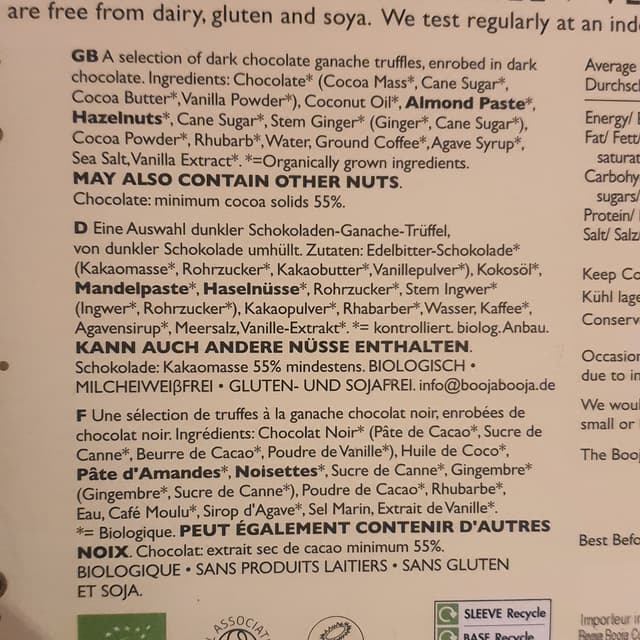 are free from dairy, gluten and soya. We test regularly at an ind
GB A selection of dark chocolate ganache truffles, enrobed in dark
chocolate. Ingredients: Chocolate* (Cocoa Mass*, Cane Sugar*,
Cocoa Butter*, Vanilla Powder*), Coconut Oil*, Almond Paste*,
Hazelnuts*, Cane Sugar*, Stem Ginger* (Ginger*, Cane Sugar*),
Cocoa Powder*, Rhubarb*, Water, Ground Coffee*, Agave Syrup*,
Sea Salt, Vanilla Extract*. *=Organically grown ingredients.
MAY ALSO CONTAIN OTHER NUTS.
Chocolate: minimum cocoa solids 55%.
D Eine Auswahl dunkler Schokoladen-Ganache-Trüffel,
von dunkler Schokolade umhüllt. Zutaten: Edelbitter-Schokolade*
(Kakaomasse*, Rohrzucker*, Kakaobutter*, Vanillepulver*), Kokosöl*,
Mandelpaste*, Haselnüsse*, Rohrzucker*, Stem Ingwer*
(Ingwer*, Rohrzucker*), Kakaopulver*, Rhabarber*, Wasser, Kaffee*,
Agavensirup*, Meersalz, Vanille-Extrakt*. *= kontrolliert. biolog. Anbau.
KANN AUCH ANDERE NÜSSE ENTHALTEN.
Schokolade: Kakaomasse 55% mindestens. BIOLOGISCH •
MILCHEIWEIβFREI • GLUTEN- UND SOJAFREI. info@boojabooja.de
F Une sélection de truffes à la ganache chocolat noir, enrobées de
chocolat noir. Ingrédients: Chocolat Noir* (Pâte de Cacao*, Sucre de
Canne*, Beurre de Cacao*, Poudre de Vanille*), Huile de Coco*,
Pâte d'Amandes*, Noisettes*, Sucre de Canne*, Gingembre*
(Gingembre*, Sucre de Canne*), Poudre de Cacao*, Rhubarbe*,
Eau, Café Moulu*, Sirop d'Agave*, Sel Marin, Extrait de Vanille*.
*= Biologique. PEUT ÉGALEMENT CONTENIR D'AUTRES
NOIX. Chocolat: extrait sec de cacao minimum 55%.
BIOLOGIQUE • SANS PRODUITS LAITIERS • SANS GLUTEN
ET SOJA.
Average
Durchsc
Energy/
Fat/ Fett/
saturat
Carbohy
sugars/
Protein/
Salt/ Salz/
Keep Co
Kühl lage
Conserv
Occasion
due to in
We woul
small or
The Booj
Best Befo
ASSOCIAT
SLEEVE Recycle
BASE Recycle
Importeur i
Booja Booja C